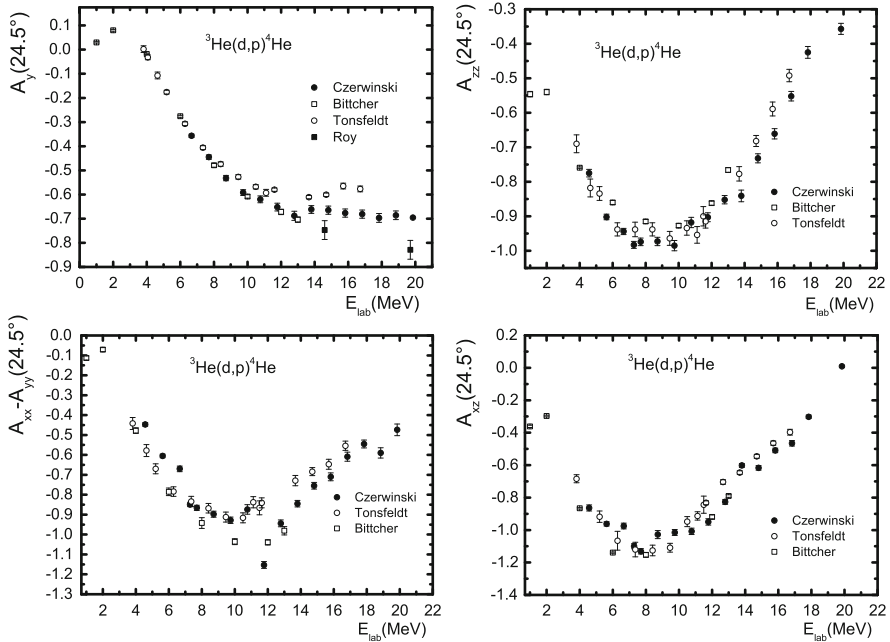 0.1
0.0
-0.1
-0.2
-0.3
-0.4
-0.5
-0.6
-0.7
-0.8
-0.9
A_y(24.5°)
³He(d,p)⁴He
Czerwinski
Bittcher
Tonsfeldt
Roy
0 2 4 6 8 10 12 14 16 18 20
E_lab(MeV)
-0.3
-0.4
-0.5
-0.6
-0.7
-0.8
-0.9
-1.0
A_zz(24.5°)
³He(d,p)⁴He
Czerwinski
Bittcher
Tonsfeldt
2 4 6 8 10 12 14 16 18 20 22
E_lab(MeV)
0.0
-0.1
-0.2
-0.3
-0.4
-0.5
-0.6
-0.7
-0.8
-0.9
-1.0
-1.1
-1.2
-1.3
A_xx-A_yy(24.5°)
³He(d,p)⁴He
Czerwinski
Tonsfeldt
Bittcher
2 4 6 8 10 12 14 16 18 20 22
E_lab(MeV)
0.2
0.0
-0.2
-0.4
-0.6
-0.8
-1.0
-1.2
-1.4
A_xz(24.5°)
³He(d,p)⁴He
Czerwinski
Tonsfeldt
Bittcher
2 4 6 8 10 12 14 16 18 20 22
E_lab(MeV)